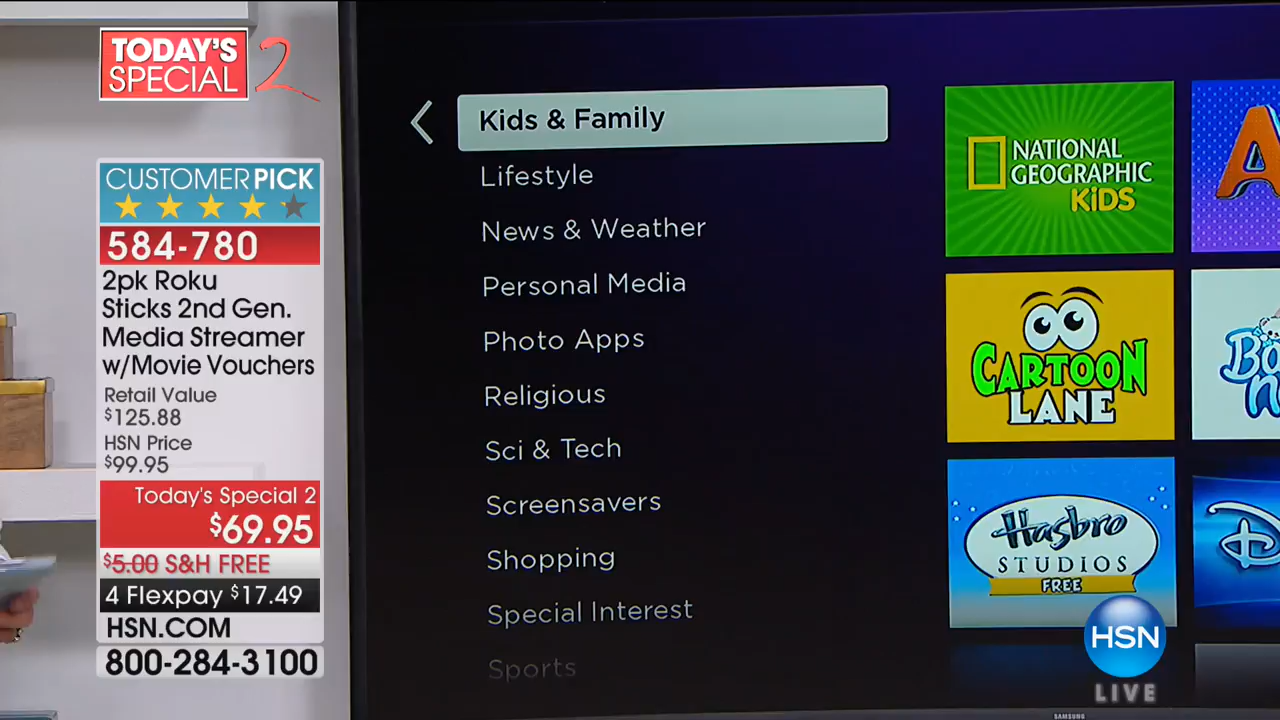 TODAY'S
SPECIAL 2
CUSTOMER PICK
584-780
2pk Roku
Sticks 2nd Gen.
Media Streamer
w/Movie Vouchers
Retail Value
$125.88
HSN Price
$99.95
Today's Special 2
$69.95
$5.00 S&H FREE
4 Flexpay $17.49
HSN.COM
800-284-3100
Kids & Family
Lifestyle
News & Weather
Personal Media
Photo Apps
Religious
Sci & Tech
Screensavers
Shopping
Special Interest
Sports
NATIONAL
GEOGRAPHIC
KiDS
CARTOON
LANE
Hasbro
STUDIOS
FREE
HSN
LIVE
SAMSUNG